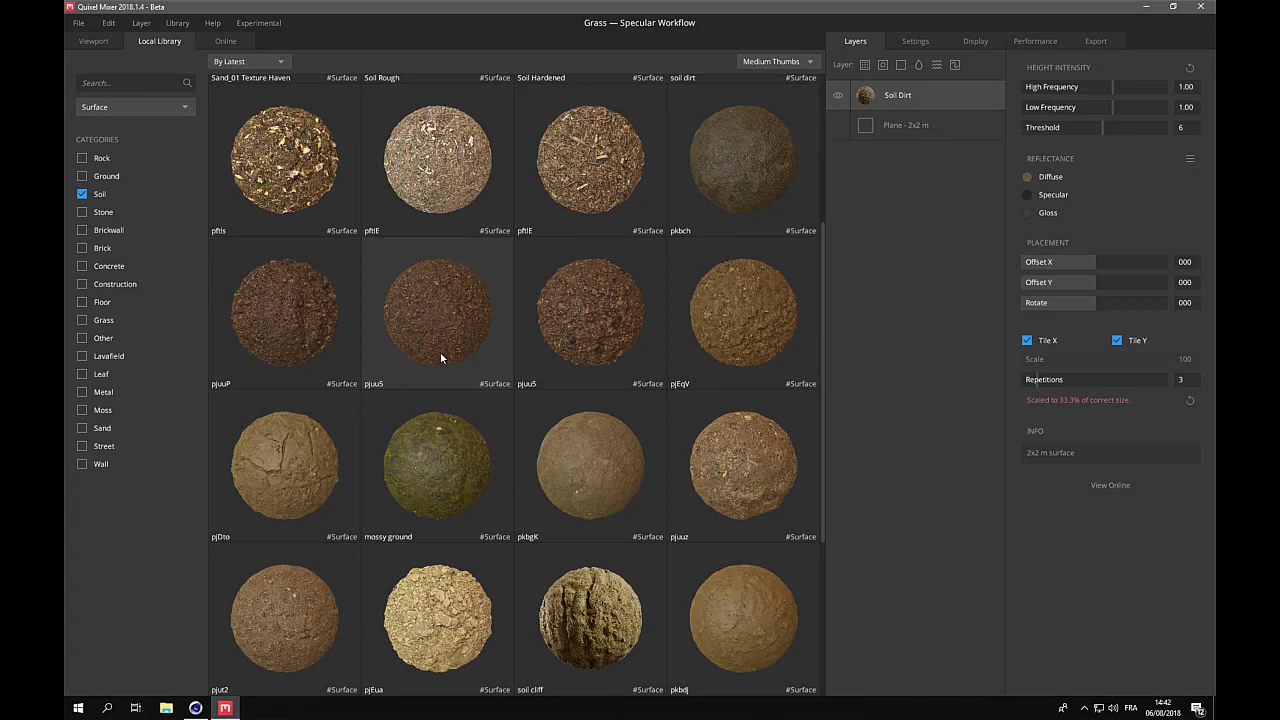 Quixel Mixer 2018.1.4 - Beta
File Edit Layer Library Help Experimental
Grass — Specular Workflow
Viewport Local Library Online
Layers Settings Display Performance Export
By Latest
Medium Thumbs
Search...
Surface
CATEGORIES
Rock
Ground
Soil
Stone
Brickwall
Brick
Concrete
Construction
Floor
Grass
Other
Lavafield
Leaf
Metal
Moss
Sand
Street
Wall
Sand_01 Texture Haven #Surface Soil Rough #Surface Soil Hardened #Surface soil dirt #Surface
pftIs #Surface pftIE #Surface pftIE #Surface pkbch #Surface
pjuuP #Surface pjuu5 #Surface pjuu5 #Surface pjEqV #Surface
pjDto #Surface mossy ground #Surface pkbgK #Surface pjuuz #Surface
pjut2 #Surface pjEua #Surface soil cliff #Surface pkbdj #Surface
Layer:
Soil Dirt
Plane - 2x2 m
HEIGHT INTENSITY
High Frequency 1.00
Low Frequency 1.00
Threshold 6
REFLECTANCE
Diffuse
Specular
Gloss
PLACEMENT
Offset X 000
Offset Y 000
Rotate 000
Tile X Tile Y
Scale 100
Repetitions 3
Scaled to 33.3% of correct size.
INFO
2x2 m surface
View Online
FRA
14:42
06/08/2018
12